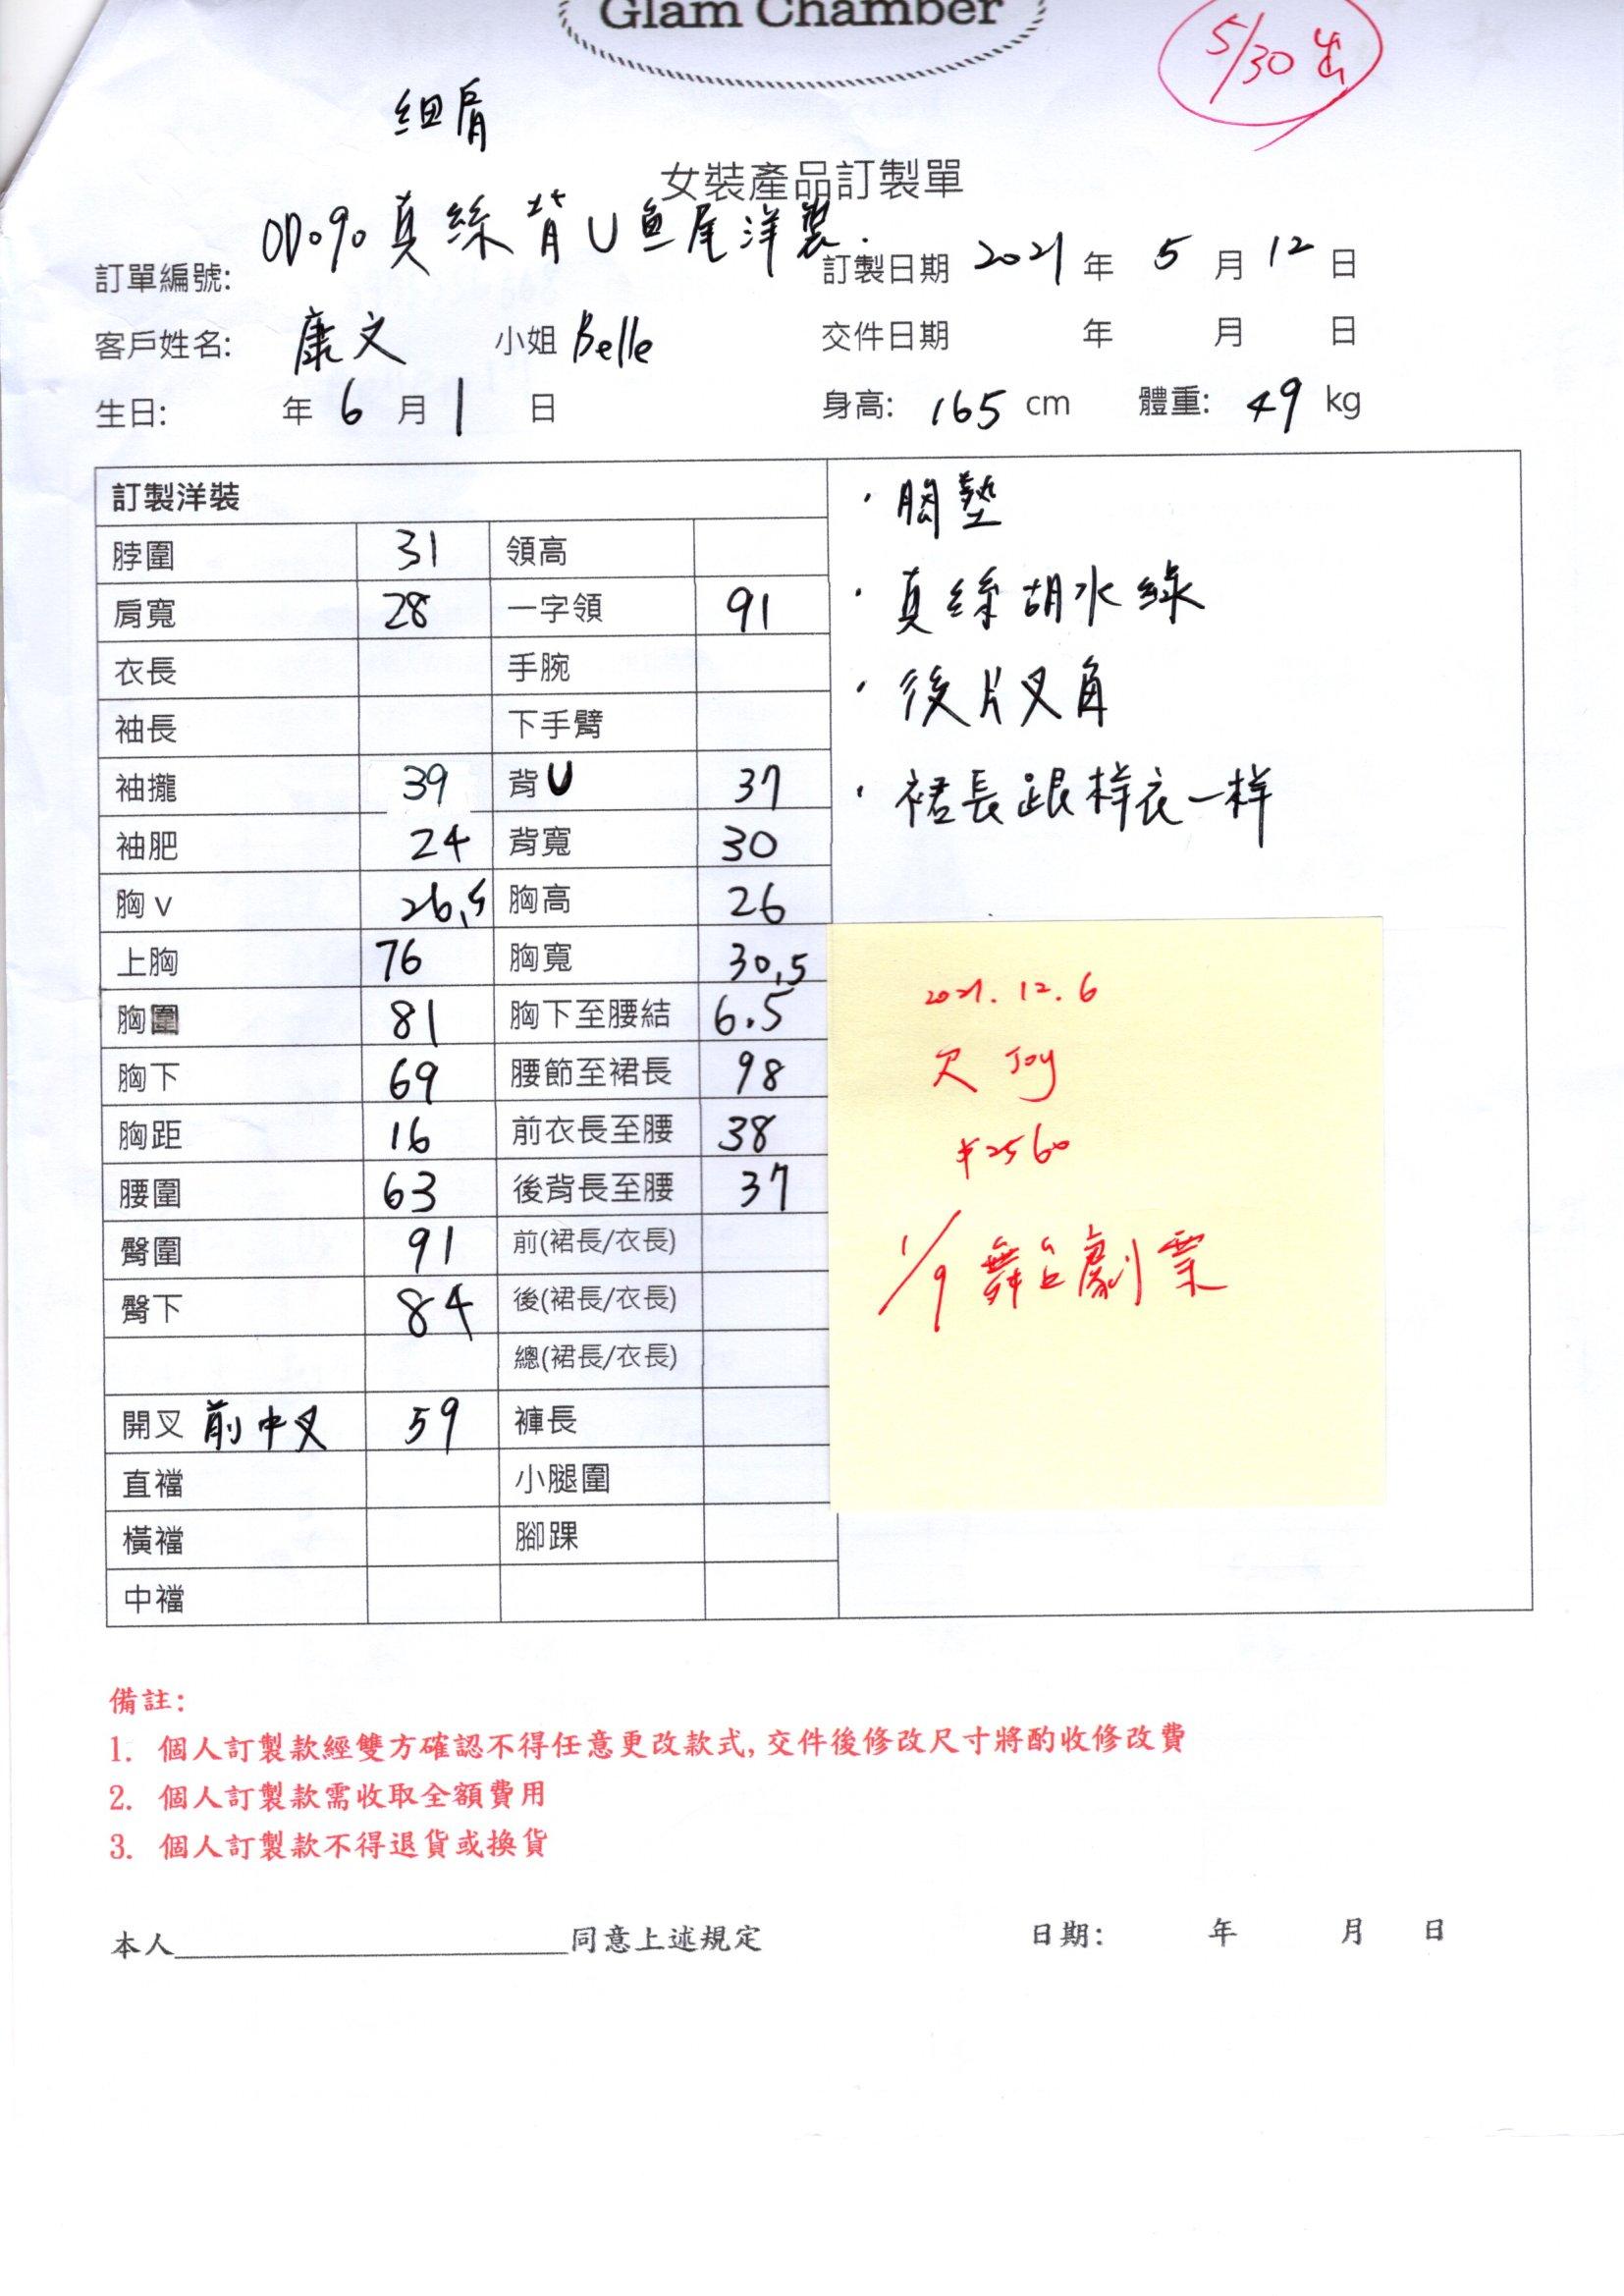 Glam Chamber
5/30 出
細肩
女裝產品訂製單
訂單編號: OD090真絲背U鱼尾洋裝. 訂製日期 2021 年 5 月 12 日
客戶姓名: 康文 小姐 Belle 交件日期 年 月 日
生日: 年 6 月 1 日 身高: 165 cm 體重: 49 kg
訂製洋裝
脖圍 31 領高
肩寬 28 一字領 91
衣長 手腕
袖長 下手臂
袖攏 39 背U 37
袖肥 24 背寬 30
胸v 26.5 胸高 26
上胸 76 胸寬 30.5
胸圍 81 胸下至腰結 6.5
胸下 69 腰節至裙長 98
胸距 16 前衣長至腰 38
腰圍 63 後背長至腰 37
臀圍 91 前(裙長/衣長)
臀下 84 後(裙長/衣長)
總(裙長/衣長)
開叉 前中叉 59 褲長
直襠 小腿圍
橫襠 腳踝
中襠
· 胸墊
· 真絲胡水綠
· 後片叉角
· 裙長跟样衣一样
2021.12.6
欠 Joy
¥2560
1/9 舞台劇業
備註:
1. 個人訂製款經雙方確認不得任意更改款式,交件後修改尺寸將酌收修改費
2. 個人訂製款需收取全額費用
3. 個人訂製款不得退貨或換貨
本人____________________同意上述規定 日期: 年 月 日